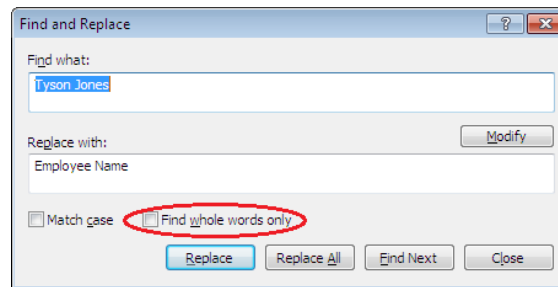 Find and Replace
Find what:
Tyson Jones
Modify
Replace with:
Employee Name
Match case Find whole words only
Replace Replace All Find Next Close